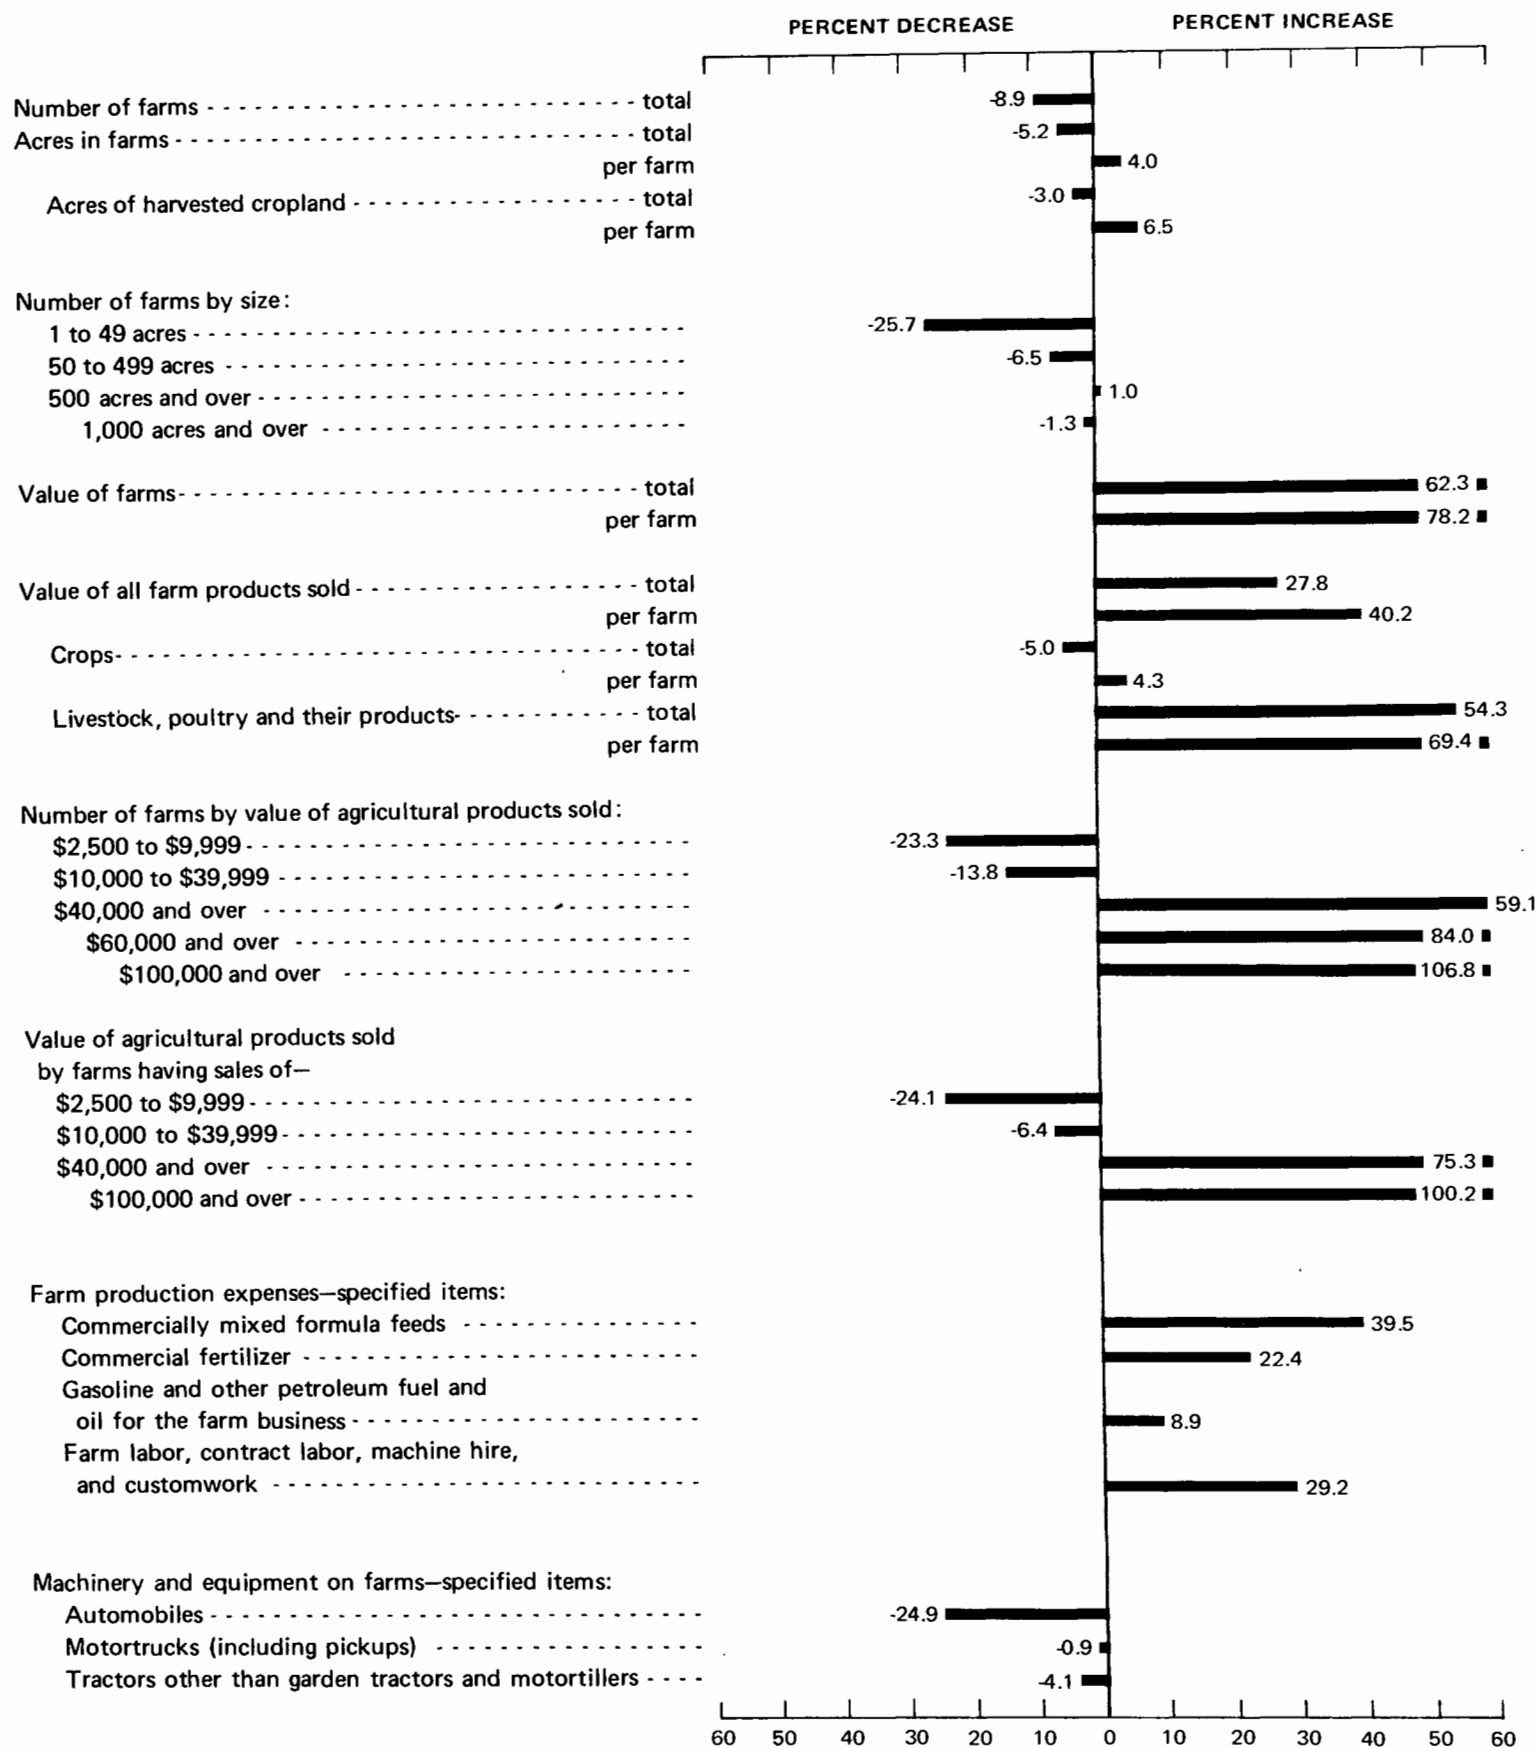 PERCENT DECREASE PERCENT INCREASE
Number of farms - - - - - - - - - - - - - - - - - - - - - - - - - - - total -8.9
Acres in farms - - - - - - - - - - - - - - - - - - - - - - - - - - - - - total -5.2
per farm 4.0
Acres of harvested cropland - - - - - - - - - - - - - - - - - - total -3.0
per farm 6.5
Number of farms by size:
1 to 49 acres - - - - - - - - - - - - - - - - - - - - - - - - - - - - - - - -25.7
50 to 499 acres - - - - - - - - - - - - - - - - - - - - - - - - - - - - - -6.5
500 acres and over - - - - - - - - - - - - - - - - - - - - - - - - - - - 1.0
1,000 acres and over - - - - - - - - - - - - - - - - - - - - - - - -1.3
Value of farms - - - - - - - - - - - - - - - - - - - - - - - - - - - - - total 62.3
per farm 78.2
Value of all farm products sold - - - - - - - - - - - - - - - - - - total 27.8
per farm 40.2
Crops - - - - - - - - - - - - - - - - - - - - - - - - - - - - - - - - - total -5.0
per farm 4.3
Livestock, poultry and their products - - - - - - - - - - - - total 54.3
per farm 69.4
Number of farms by value of agricultural products sold:
$2,500 to $9,999 - - - - - - - - - - - - - - - - - - - - - - - - - - - - -23.3
$10,000 to $39,999 - - - - - - - - - - - - - - - - - - - - - - - - - - -13.8
$40,000 and over - - - - - - - - - - - - - - - - - - - - - - - - - - - 59.1
$60,000 and over - - - - - - - - - - - - - - - - - - - - - - - - - 84.0
$100,000 and over - - - - - - - - - - - - - - - - - - - - - - 106.8
Value of agricultural products sold
by farms having sales of—
$2,500 to $9,999 - - - - - - - - - - - - - - - - - - - - - - - - - - - - -24.1
$10,000 to $39,999 - - - - - - - - - - - - - - - - - - - - - - - - - - -6.4
$40,000 and over - - - - - - - - - - - - - - - - - - - - - - - - - - - 75.3
$100,000 and over - - - - - - - - - - - - - - - - - - - - - - - - - 100.2
Farm production expenses—specified items:
Commercially mixed formula feeds - - - - - - - - - - - - - - - 39.5
Commercial fertilizer - - - - - - - - - - - - - - - - - - - - - - - - - 22.4
Gasoline and other petroleum fuel and
oil for the farm business - - - - - - - - - - - - - - - - - - - - - - 8.9
Farm labor, contract labor, machine hire,
and customwork - - - - - - - - - - - - - - - - - - - - - - - - - - - 29.2
Machinery and equipment on farms—specified items:
Automobiles - - - - - - - - - - - - - - - - - - - - - - - - - - - - - - - -24.9
Motortrucks (including pickups) - - - - - - - - - - - - - - - - - -0.9
Tractors other than garden tractors and motortillers - - - - -4.1
60 50 40 30 20 10 0 10 20 30 40 50 60